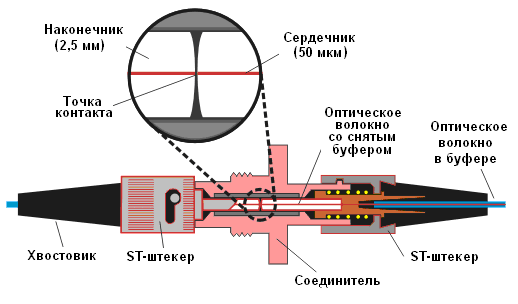 Наконечник
(2,5 мм)
Сердечник
(50 мкм)
Точка
контакта
Оптическое
волокно
со снятым
буфером
Оптическое
волокно
в буфере
Хвостовик
ST-штекер
Соединитель
ST-штекер